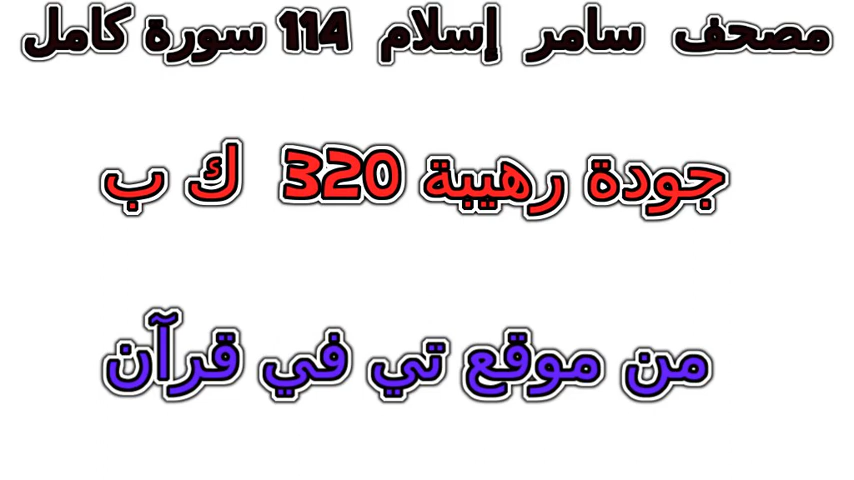 مصحف سامر إسلام 114 سورة كامل
جودة رهيبة 320 ك ب
من موقع تي في قرآن